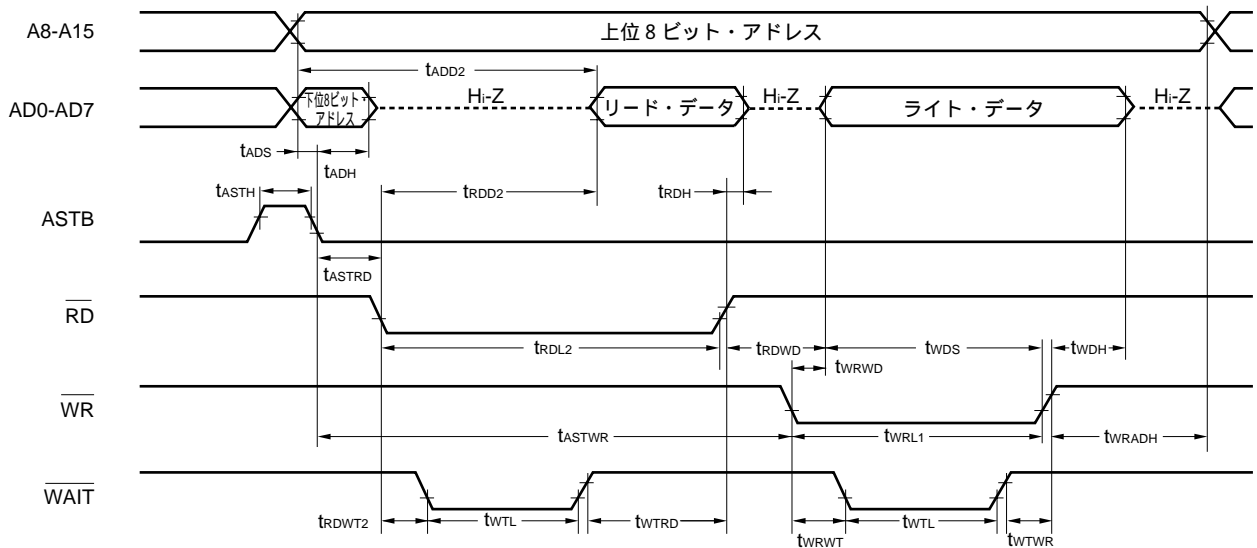 A8-A15
上位8ビット・アドレス
tADD2
AD0-AD7
下位8ビット・
アドレス
Hi-Z
リード・データ
Hi-Z
ライト・データ
Hi-Z
tADS
tADH
tASTH
tRDD2
tRDH
ASTB
tASTRD
RD
tRDL2
tRDWD
tWDS
tWDH
tWRWD
WR
tASTWR
tWRL1
tWRADH
WAIT
tRDWT2
tWTL
tWTRD
tWRWT
tWTL
tWTWR